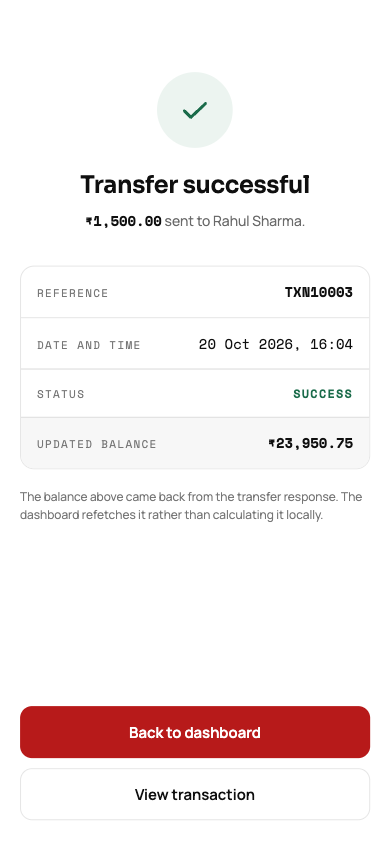 Transfer successful
₹1,500.00 sent to Rahul Sharma.
REFERENCE TXN10003
DATE AND TIME 20 Oct 2026, 16:04
STATUS SUCCESS
UPDATED BALANCE ₹23,950.75
The balance above came back from the transfer response. The
dashboard refetches it rather than calculating it locally.
Back to dashboard
View transaction